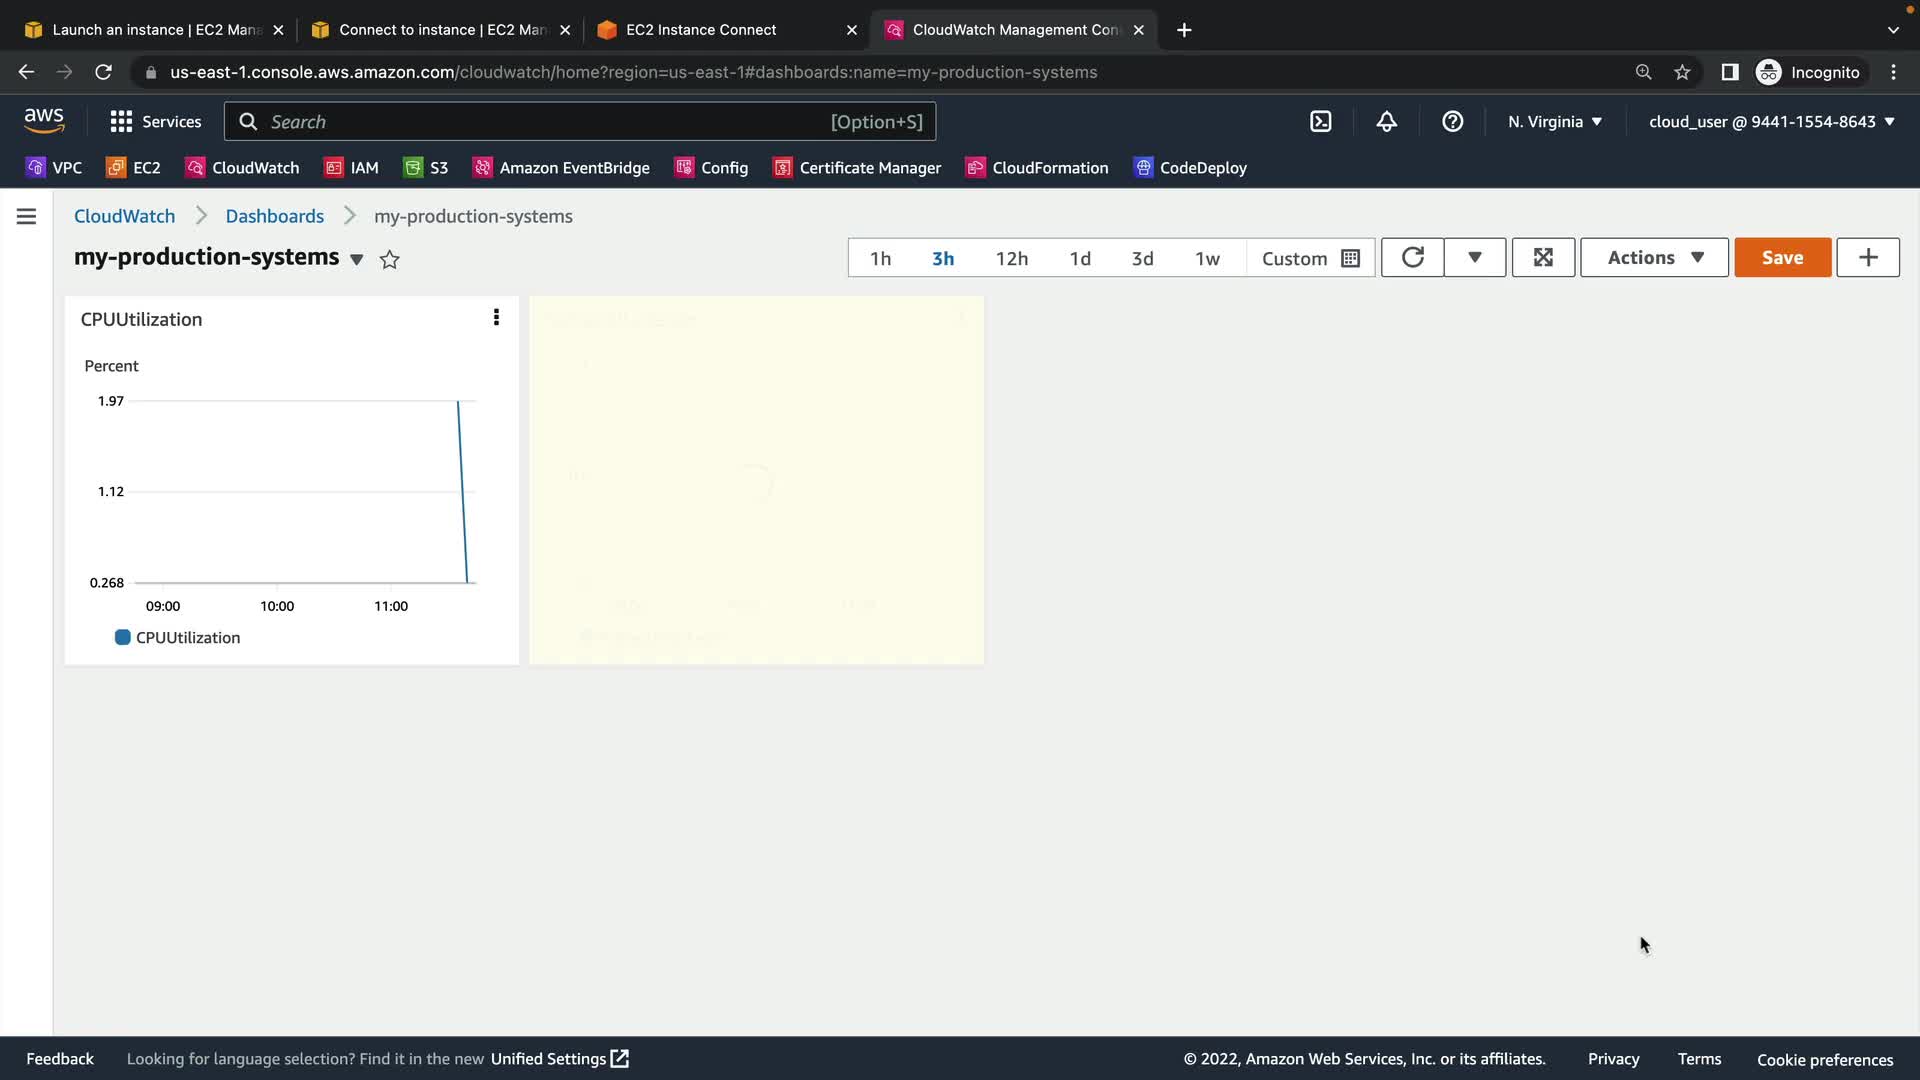 Launch an instance | EC2 Mana
Connect to instance | EC2 Man
EC2 Instance Connect
CloudWatch Management Con
us-east-1.console.aws.amazon.com/cloudwatch/home?region=us-east-1#dashboards:name=my-production-systems
Incognito
aws
Services
Search
[Option+S]
N. Virginia
cloud_user @ 9441-1554-8643
VPC
EC2
CloudWatch
IAM
S3
Amazon EventBridge
Config
Certificate Manager
CloudFormation
CodeDeploy
CloudWatch
Dashboards
my-production-systems
my-production-systems
1h
3h
12h
1d
3d
1w
Custom
Actions
Save
CPUUtilization
Percent
1.97
1.12
0.268
09:00
10:00
11:00
CPUUtilization
Feedback
Looking for language selection? Find it in the new Unified Settings
© 2022, Amazon Web Services, Inc. or its affiliates.
Privacy
Terms
Cookie preferences